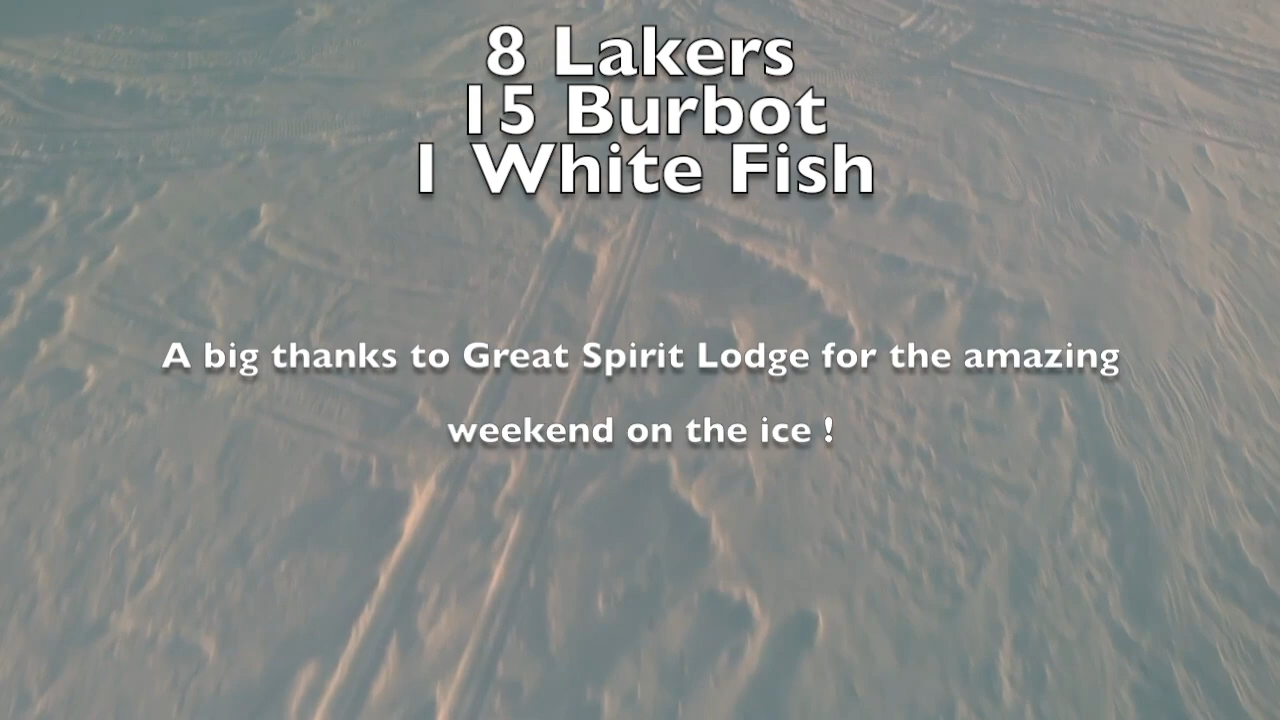 8 Lakers
15 Burbot
1 White Fish
A big thanks to Great Spirit Lodge for the amazing
weekend on the ice !